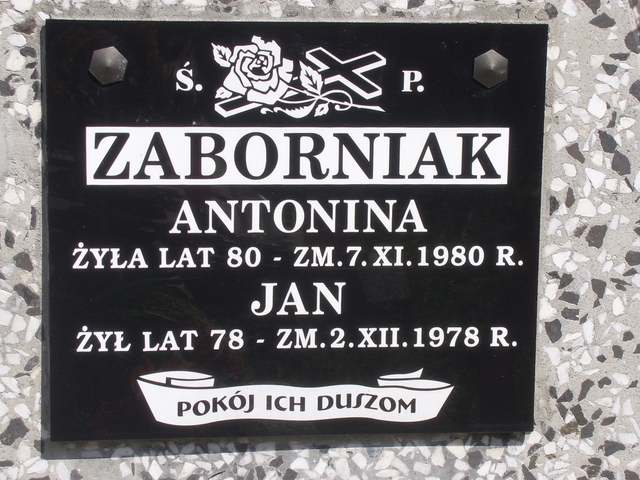 Ś. P.
ZABORNIAK
ANTONINA
ŻYŁA LAT 80 - ZM.7.XI.1980 R.
JAN
ŻYŁ LAT 78 - ZM.2.XII.1978 R.
POKÓJ ICH DUSZOM